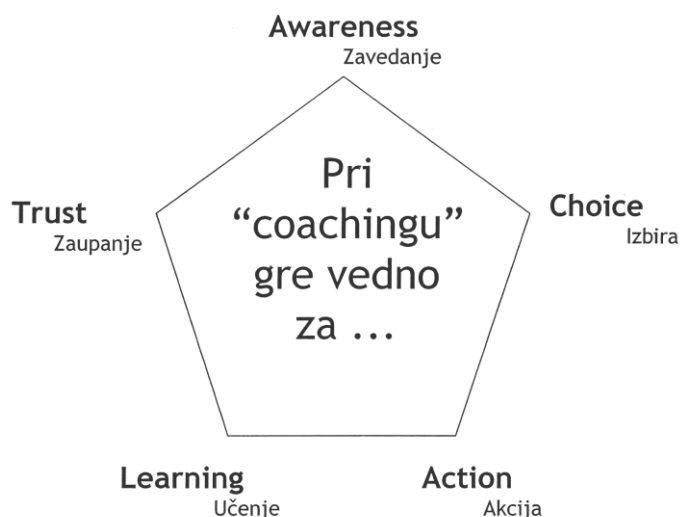 Awareness
Zavedanje
Pri
“coachingu”
gre vedno
za ...
Trust
Zaupanje
Choice
Izbira
Learning
Učenje
Action
Akcija